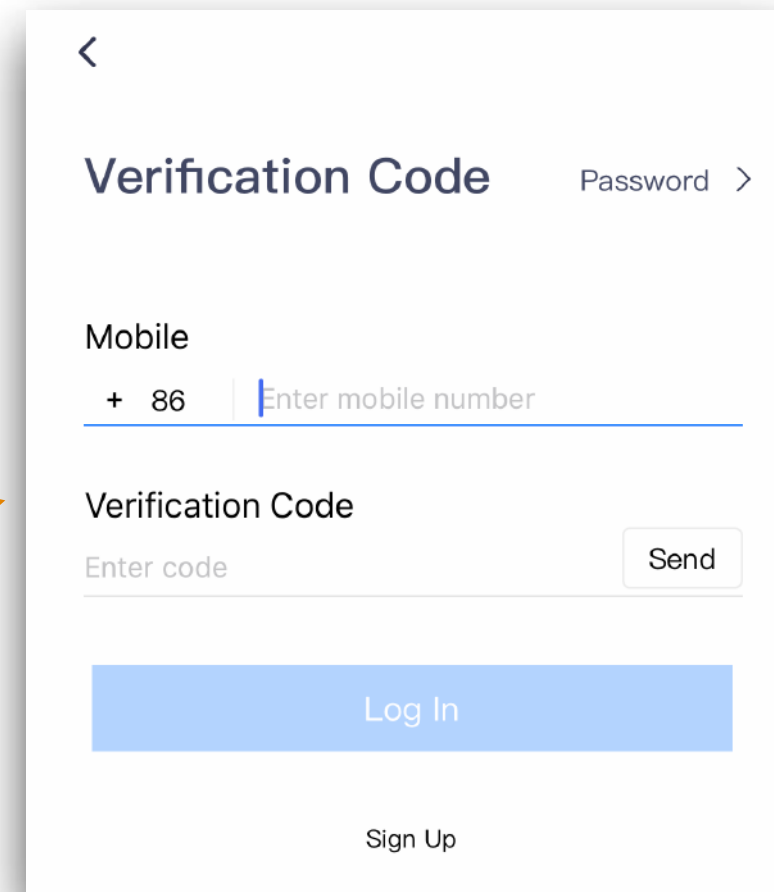 Verification Code Password >
Mobile
+ 86 Enter mobile number
Verification Code
Enter code Send
Log In
Sign Up